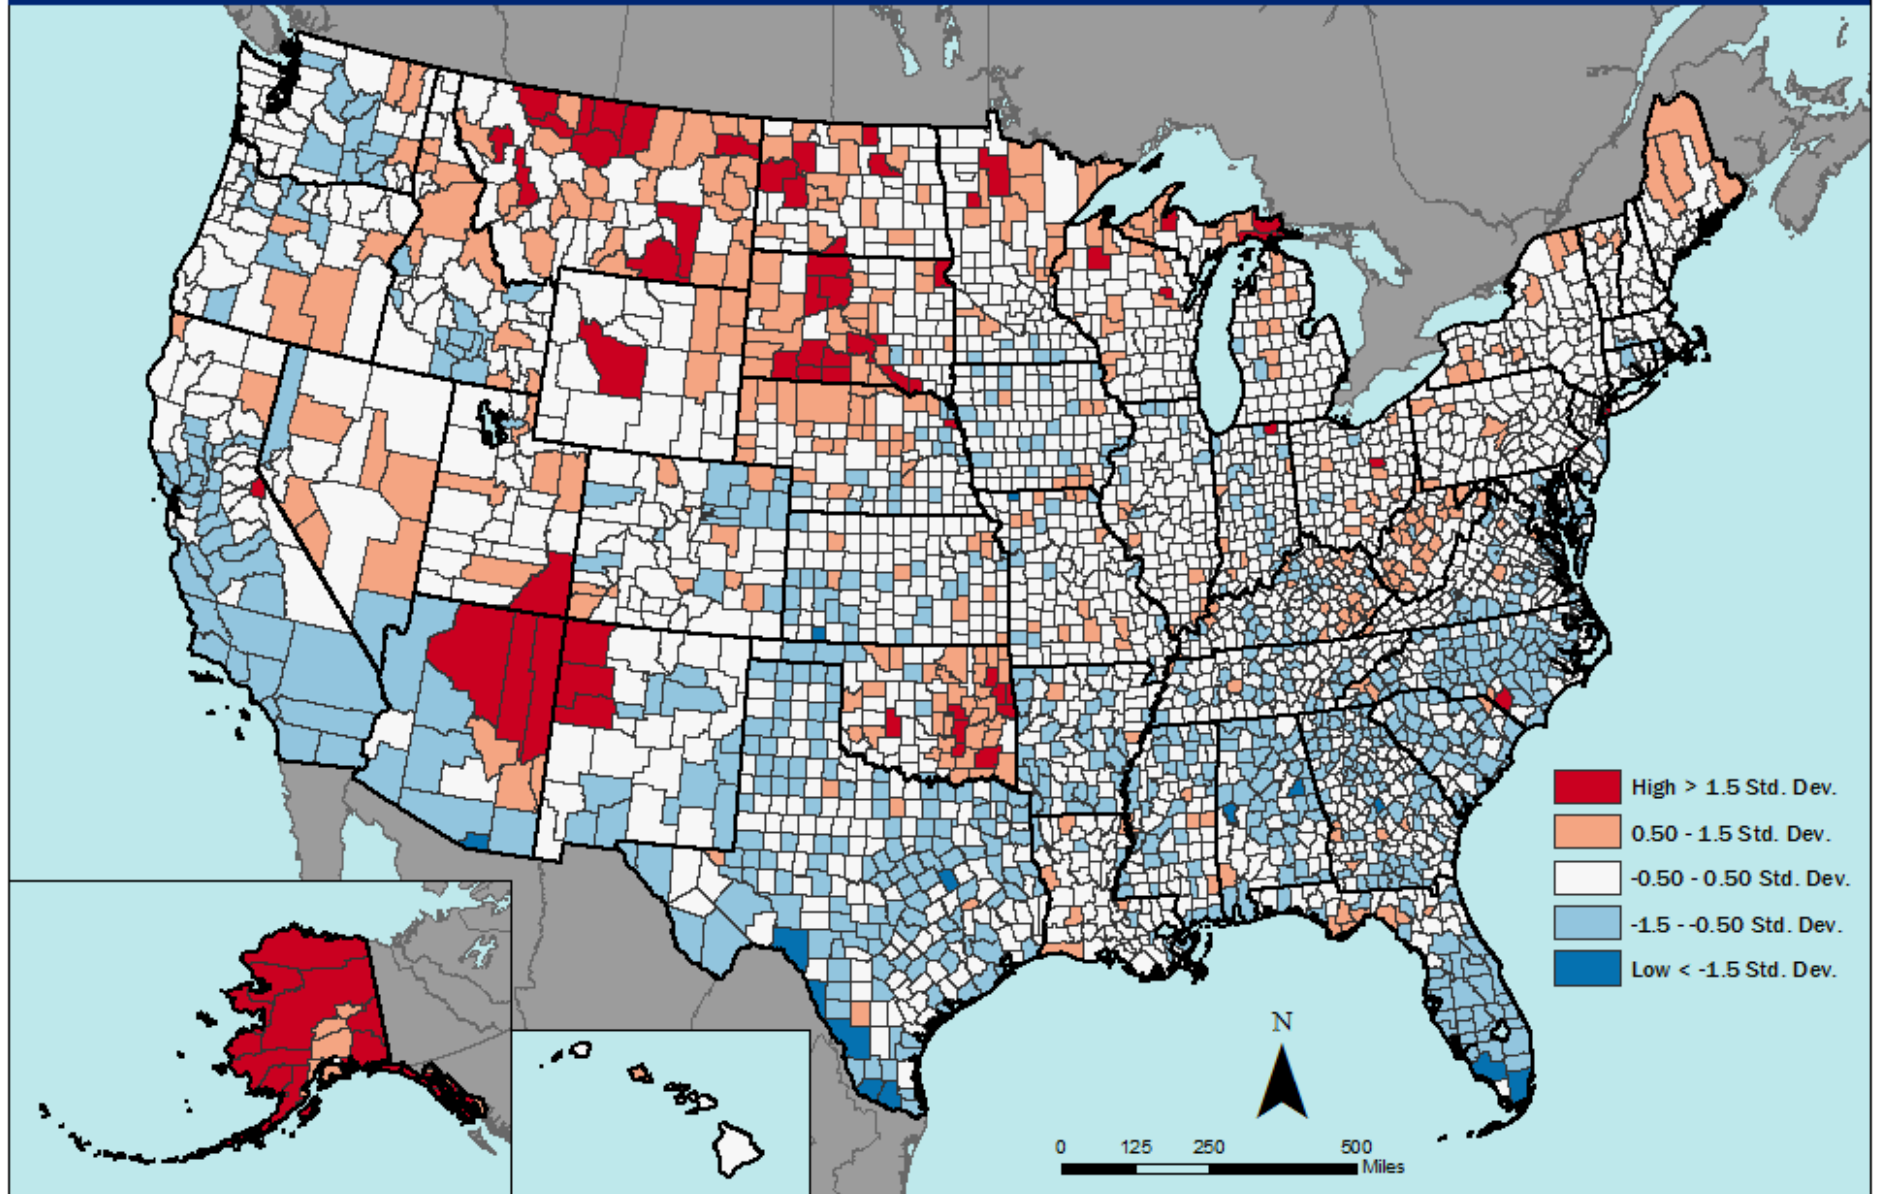 High > 1.5 Std. Dev.
0.50 - 1.5 Std. Dev.
-0.50 - 0.50 Std. Dev.
-1.5 - -0.50 Std. Dev.
Low < -1.5 Std. Dev.
N
0 125 250 500
Miles